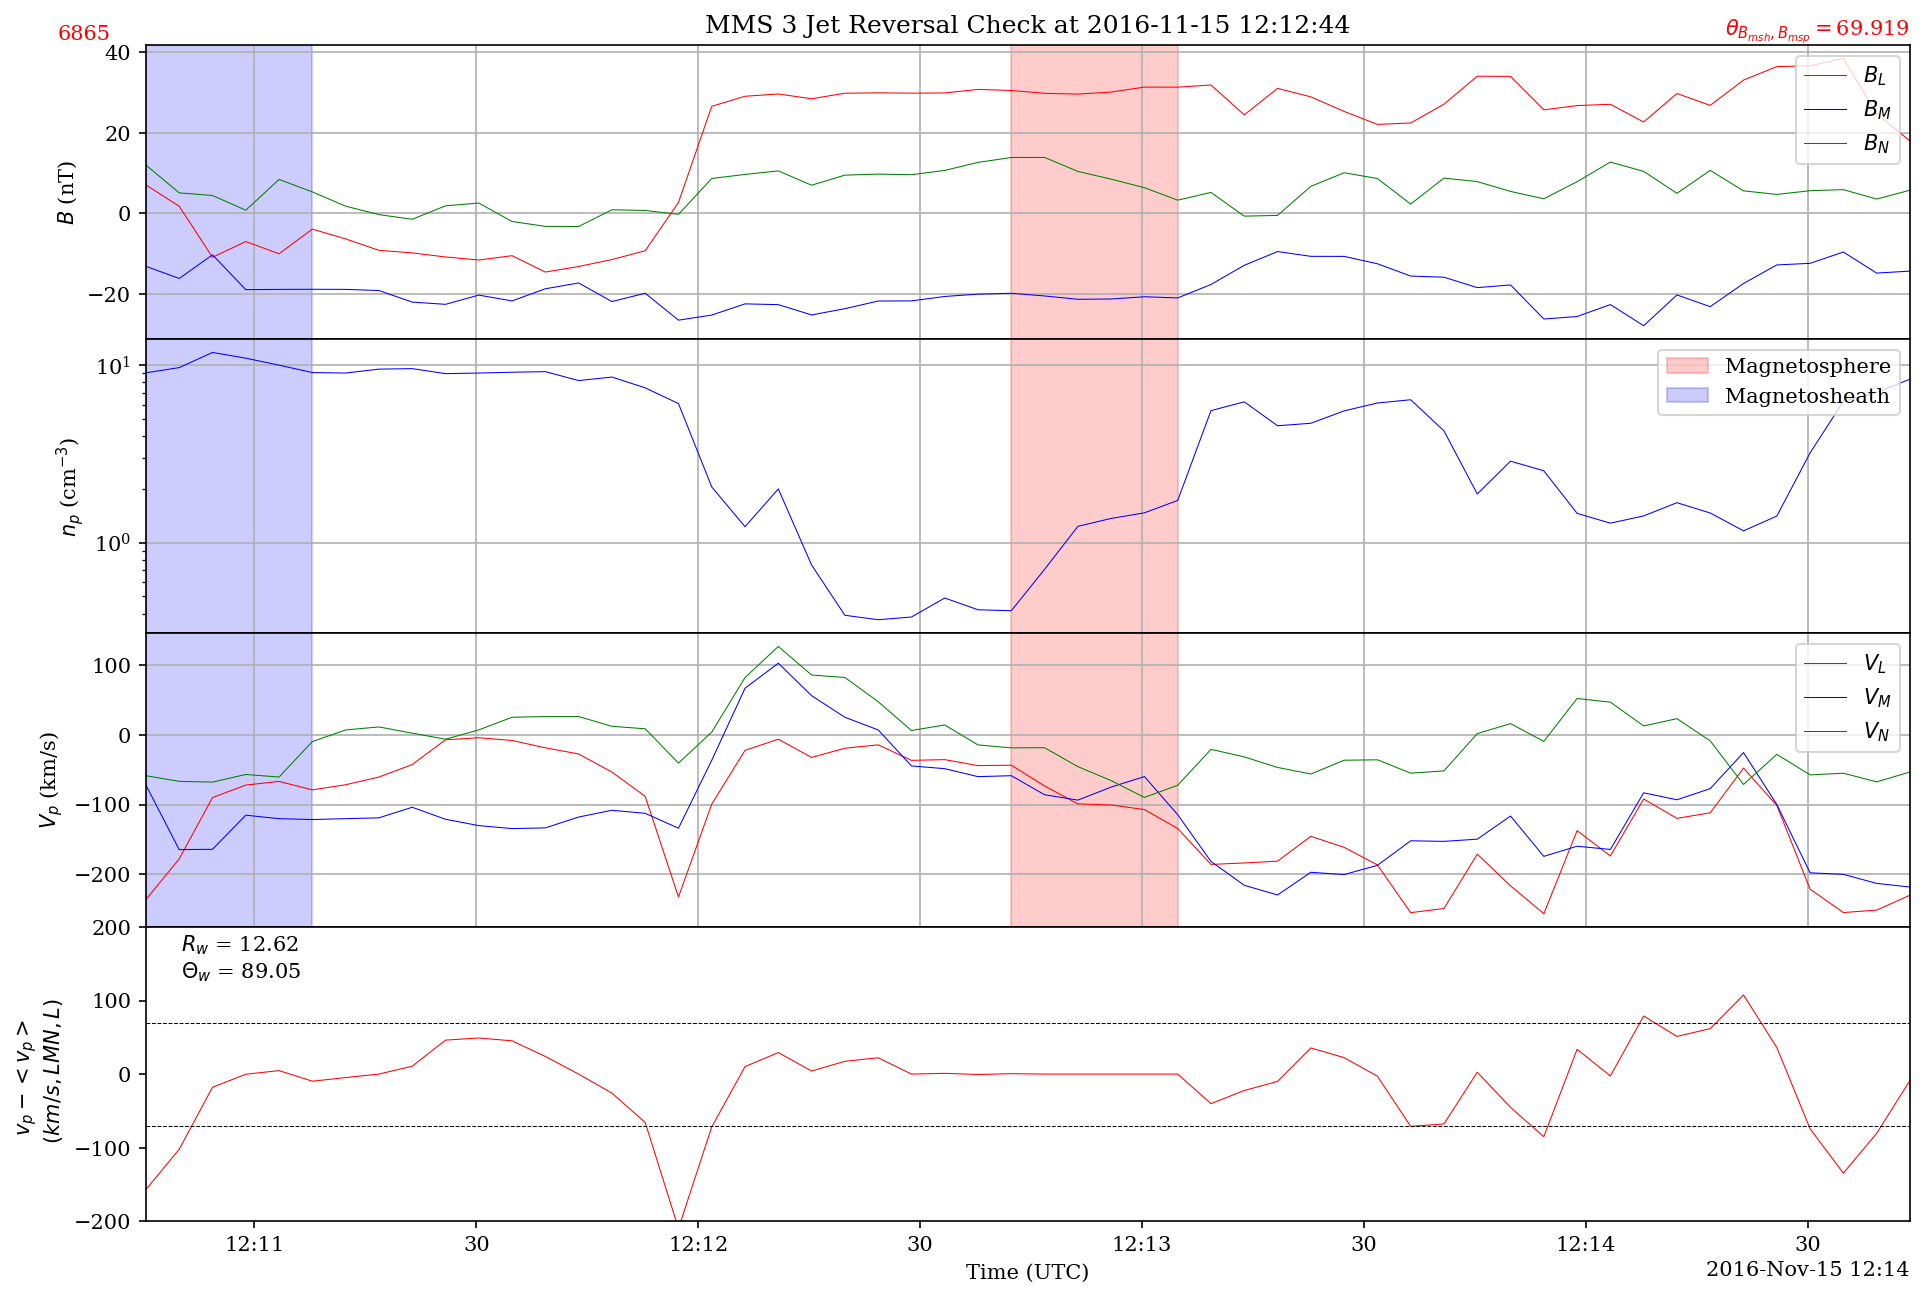 MMS 3 Jet Reversal Check at 2016-11-15 12:12:44
6865
θ_{B_{msh}, B_{msp}} = 69.919
40
20
0
−20
B (nT)
B_L
B_M
B_N
10^1
10^0
n_p (cm^{−3})
Magnetosphere
Magnetosheath
100
0
−100
−200
V_p (km/s)
V_L
V_M
V_N
200
100
0
−100
−200
v_p − < v_p >
(km/s, LMN, L)
R_w = 12.62
Θ_w = 89.05
12:11 30 12:12 30 12:13 30 12:14 30
Time (UTC)
2016-Nov-15 12:14